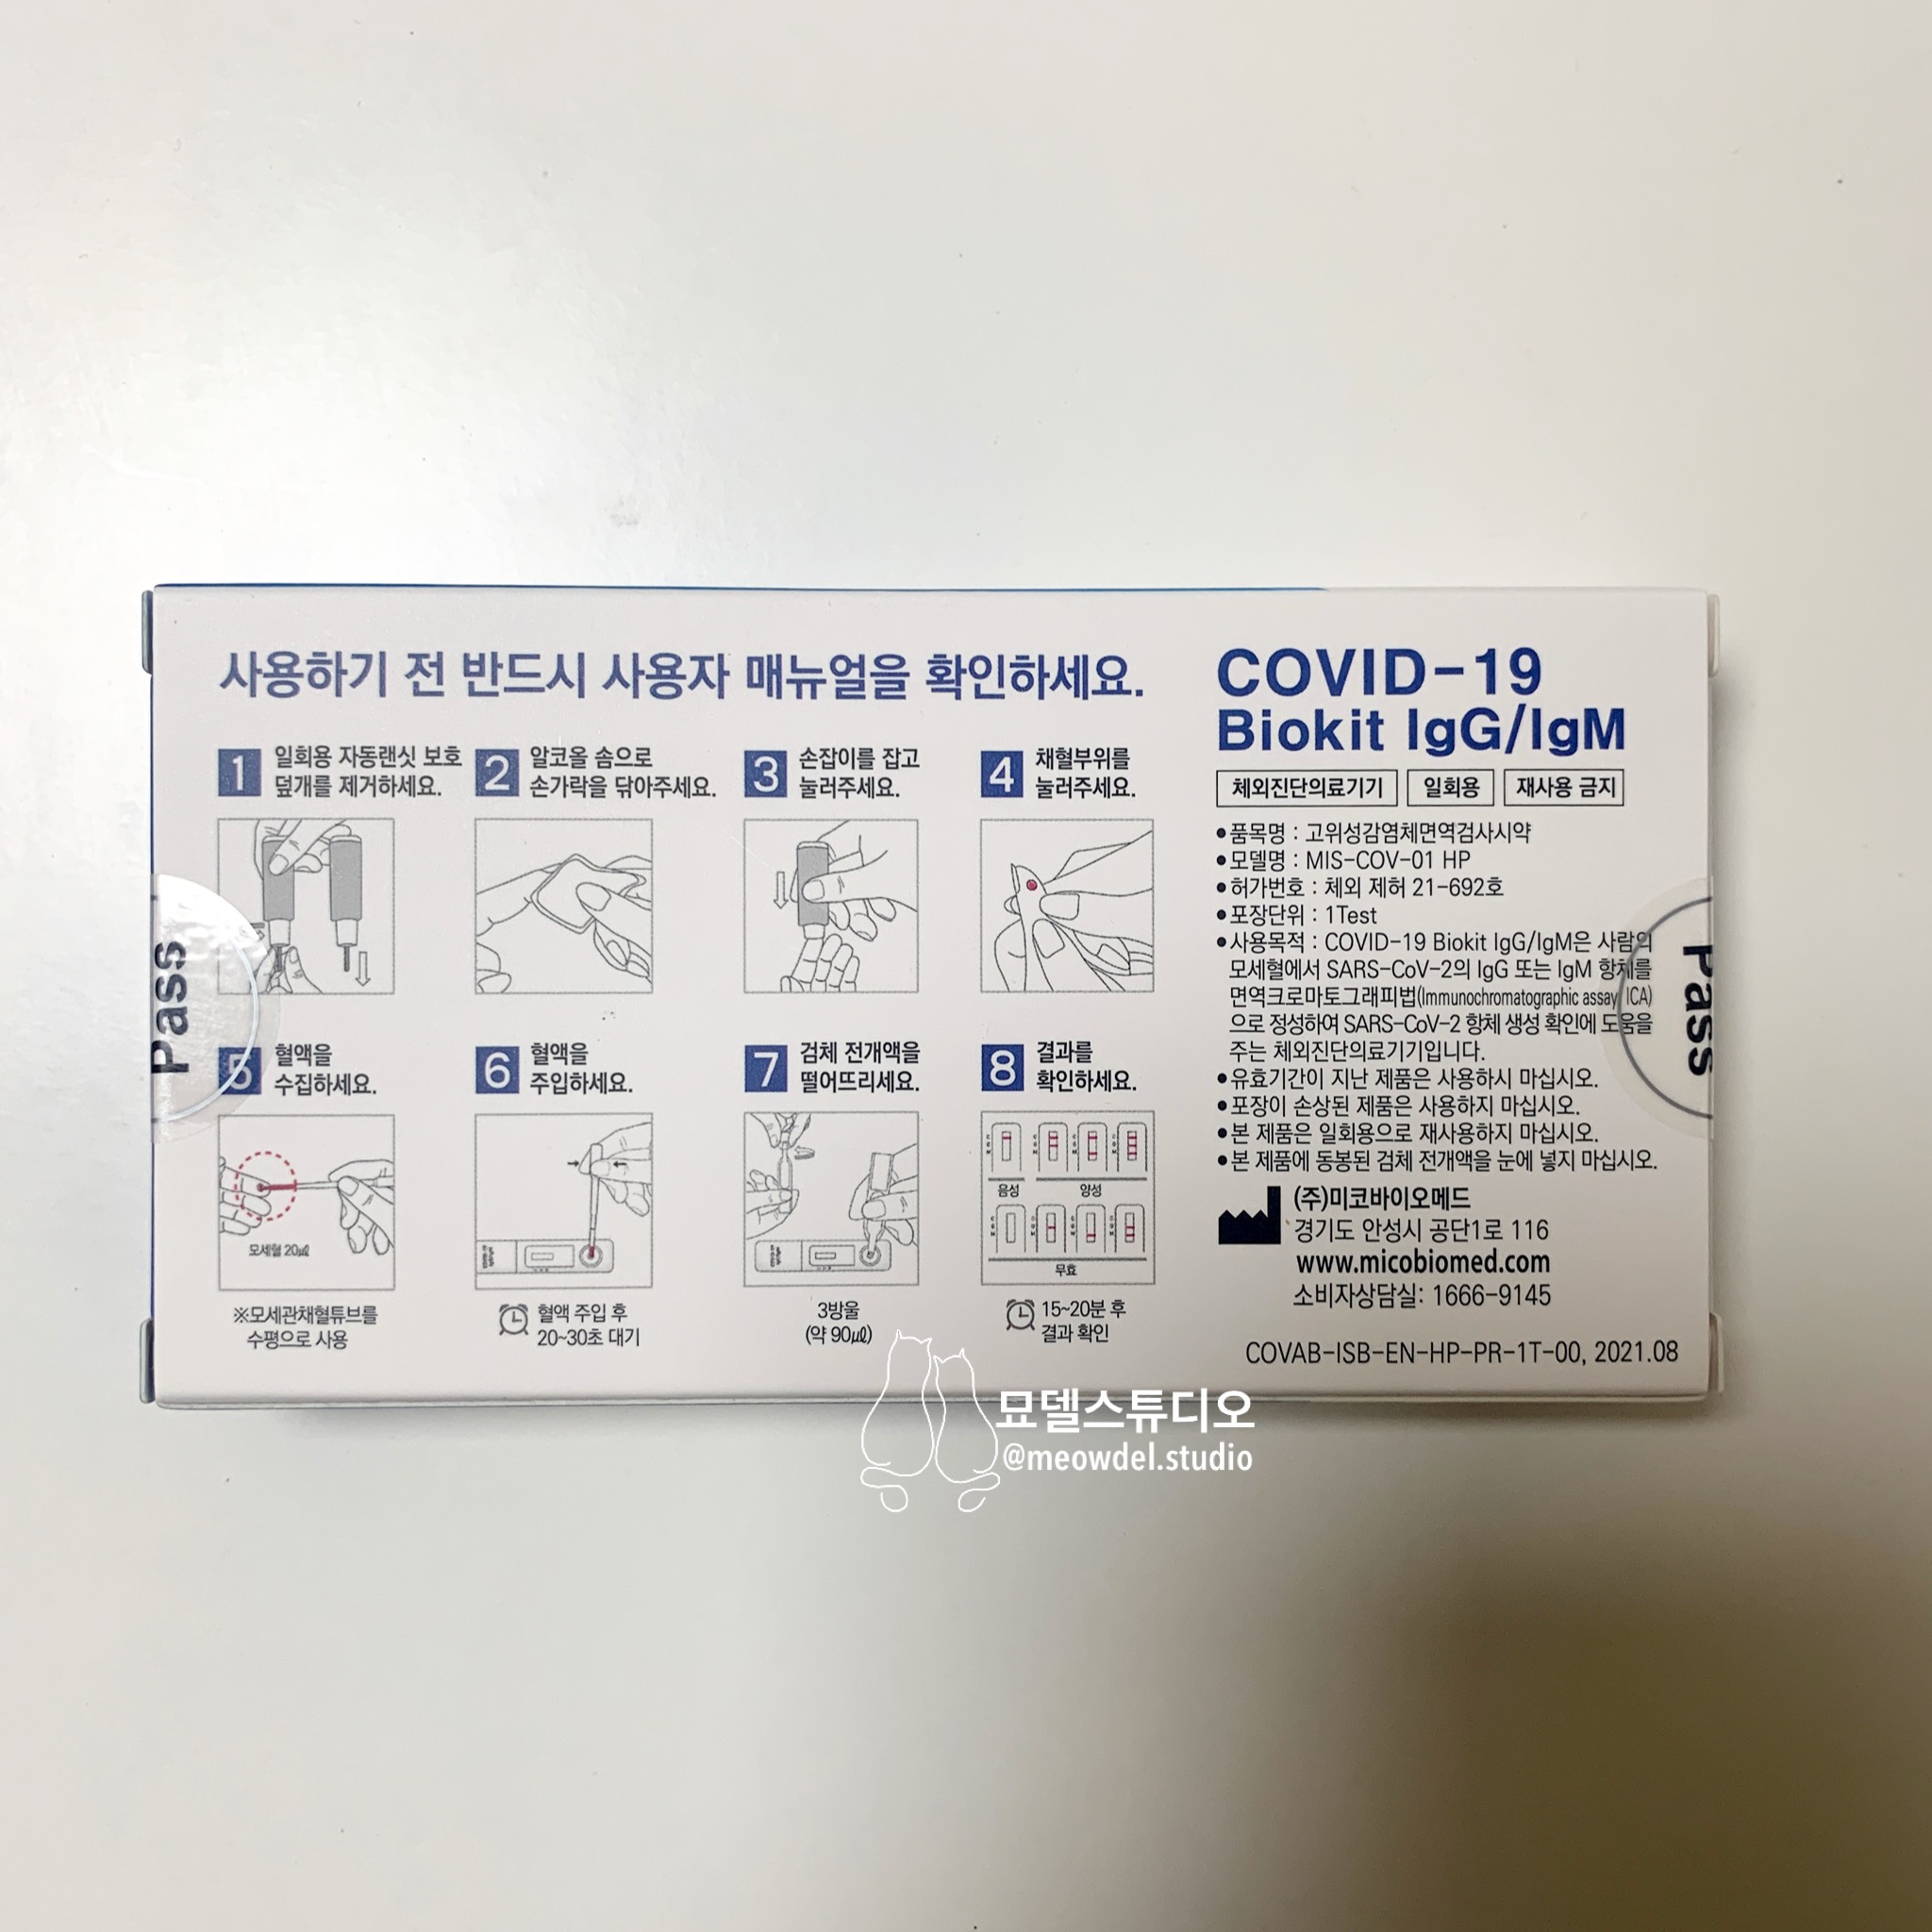 사용하기 전 반드시 사용자 매뉴얼을 확인하세요.
1 일회용 자동랜싯 보호
덮개를 제거하세요.
2 알코올 솜으로
손가락을 닦아주세요.
3 손잡이를 잡고
눌러주세요.
4 채혈부위를
눌러주세요.
Pass
5 혈액을
수집하세요.
모세혈 20㎕
※모세관채혈튜브를
수평으로 사용
6 혈액을
주입하세요.
혈액 주입 후
20~30초 대기
7 검체 전개액을
떨어뜨리세요.
3방울
(약 90㎕)
8 결과를
확인하세요.
음성 양성
무효
15~20분 후
결과 확인
COVID-19
Biokit IgG/IgM
체외진단의료기기 일회용 재사용 금지
•품목명 : 고위성감염체면역검사시약
•모델명 : MIS-COV-01 HP
•허가번호 : 체외 제허 21-692호
•포장단위 : 1Test
•사용목적 : COVID-19 Biokit IgG/IgM은 사람의
모세혈에서 SARS-CoV-2의 IgG 또는 IgM 항체를
면역크로마토그래피법(Immunochromatographic assay, ICA)
으로 정성하여 SARS-CoV-2 항체 생성 확인에 도움을
주는 체외진단의료기기입니다.
•유효기간이 지난 제품은 사용하시 마십시오.
•포장이 손상된 제품은 사용하지 마십시오.
•본 제품은 일회용으로 재사용하지 마십시오.
•본 제품에 동봉된 검체 전개액을 눈에 넣지 마십시오.
Pass
(주)미코바이오메드
경기도 안성시 공단1로 116
www.micobiomed.com
소비자상담실: 1666-9145
COVAB-ISB-EN-HP-PR-1T-00, 2021.08
묘델스튜디오
@meowdel.studio